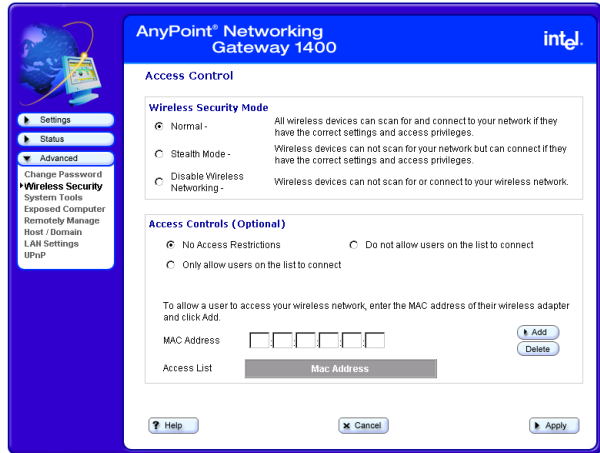 AnyPoint® Networking
Gateway 1400
intel.
Settings
Status
Advanced
Change Password
Wireless Security
System Tools
Exposed Computer
Remotely Manage
Host / Domain
LAN Settings
UPnP
Access Control
Wireless Security Mode
Normal -
All wireless devices can scan for and connect to your network if they
have the correct settings and access privileges.
Stealth Mode -
Wireless devices can not scan for your network but can connect if they
have the correct settings and access privileges.
Disable Wireless
Networking -
Wireless devices can not scan for or connect to your wireless network.
Access Controls (Optional)
No Access Restrictions
Do not allow users on the list to connect
Only allow users on the list to connect
To allow a user to access your wireless network, enter the MAC address of their wireless adapter
and click Add.
MAC Address
: : : : :
Add
Delete
Access List
Mac Address
? Help
Cancel
Apply